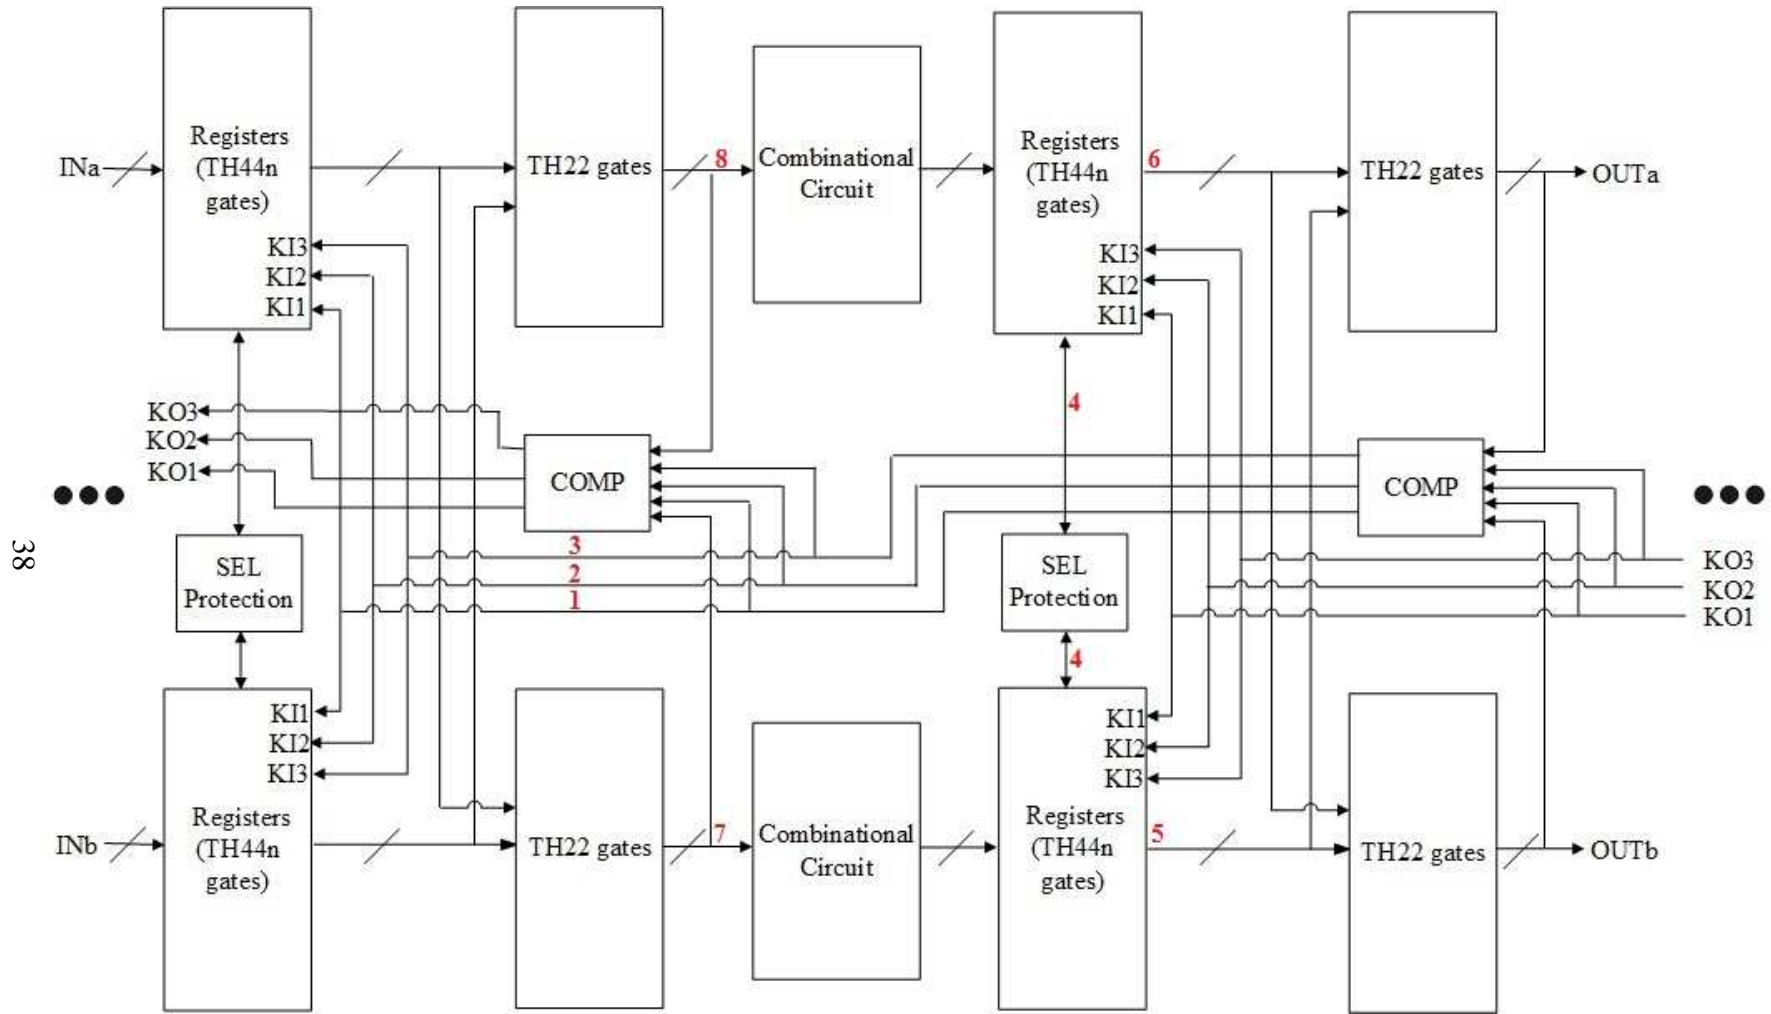 Registers
(TH44n
gates)
INa
KI3
KI2
KI1
TH22 gates
8
Combinational
Circuit
Registers
(TH44n
gates)
6
KI3
KI2
KI1
TH22 gates
OUTa
KO3
KO2
KO1
COMP
4
COMP
SEL
Protection
3
2
1
SEL
Protection
4
KO3
KO2
KO1
38
KI1
KI2
KI3
Registers
(TH44n
gates)
INb
TH22 gates
7
Combinational
Circuit
KI1
KI2
KI3
Registers
(TH44n
gates)
5
TH22 gates
OUTb